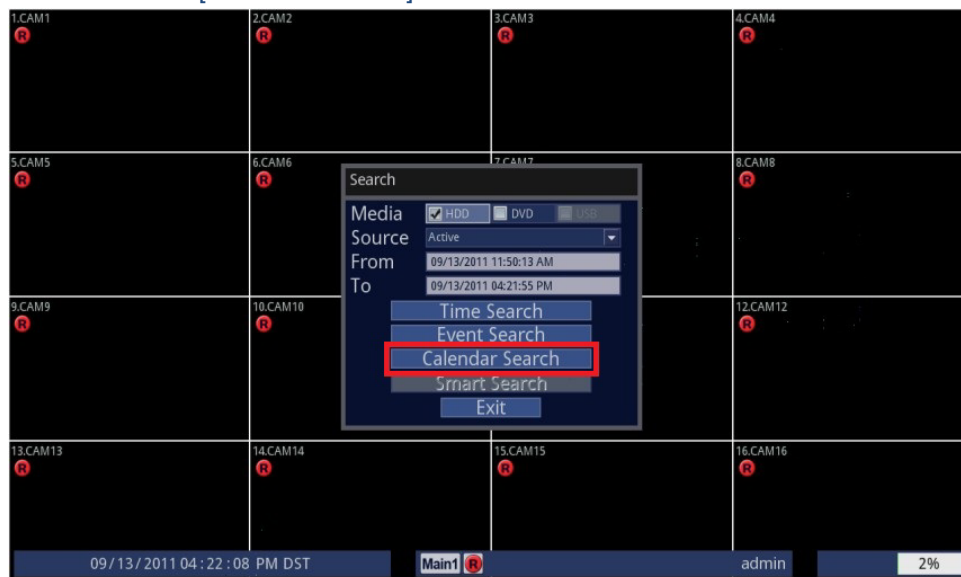 1.CAM1 2.CAM2 3.CAM3 4.CAM4
R R R R
5.CAM5 6.CAM6 7.CAM7 8.CAM8
R R R
Search
Media HDD DVD USB
Source Active
From 09/13/2011 11:50:13 AM
To 09/13/2011 04:21:55 PM
9.CAM9 10.CAM10 12.CAM12
R R R
Time Search
Event Search
Calendar Search
Smart Search
Exit
13.CAM13 14.CAM14 15.CAM15 16.CAM16
R R R R
09/13/2011 04:22:08 PM DST Main1 R admin 2%